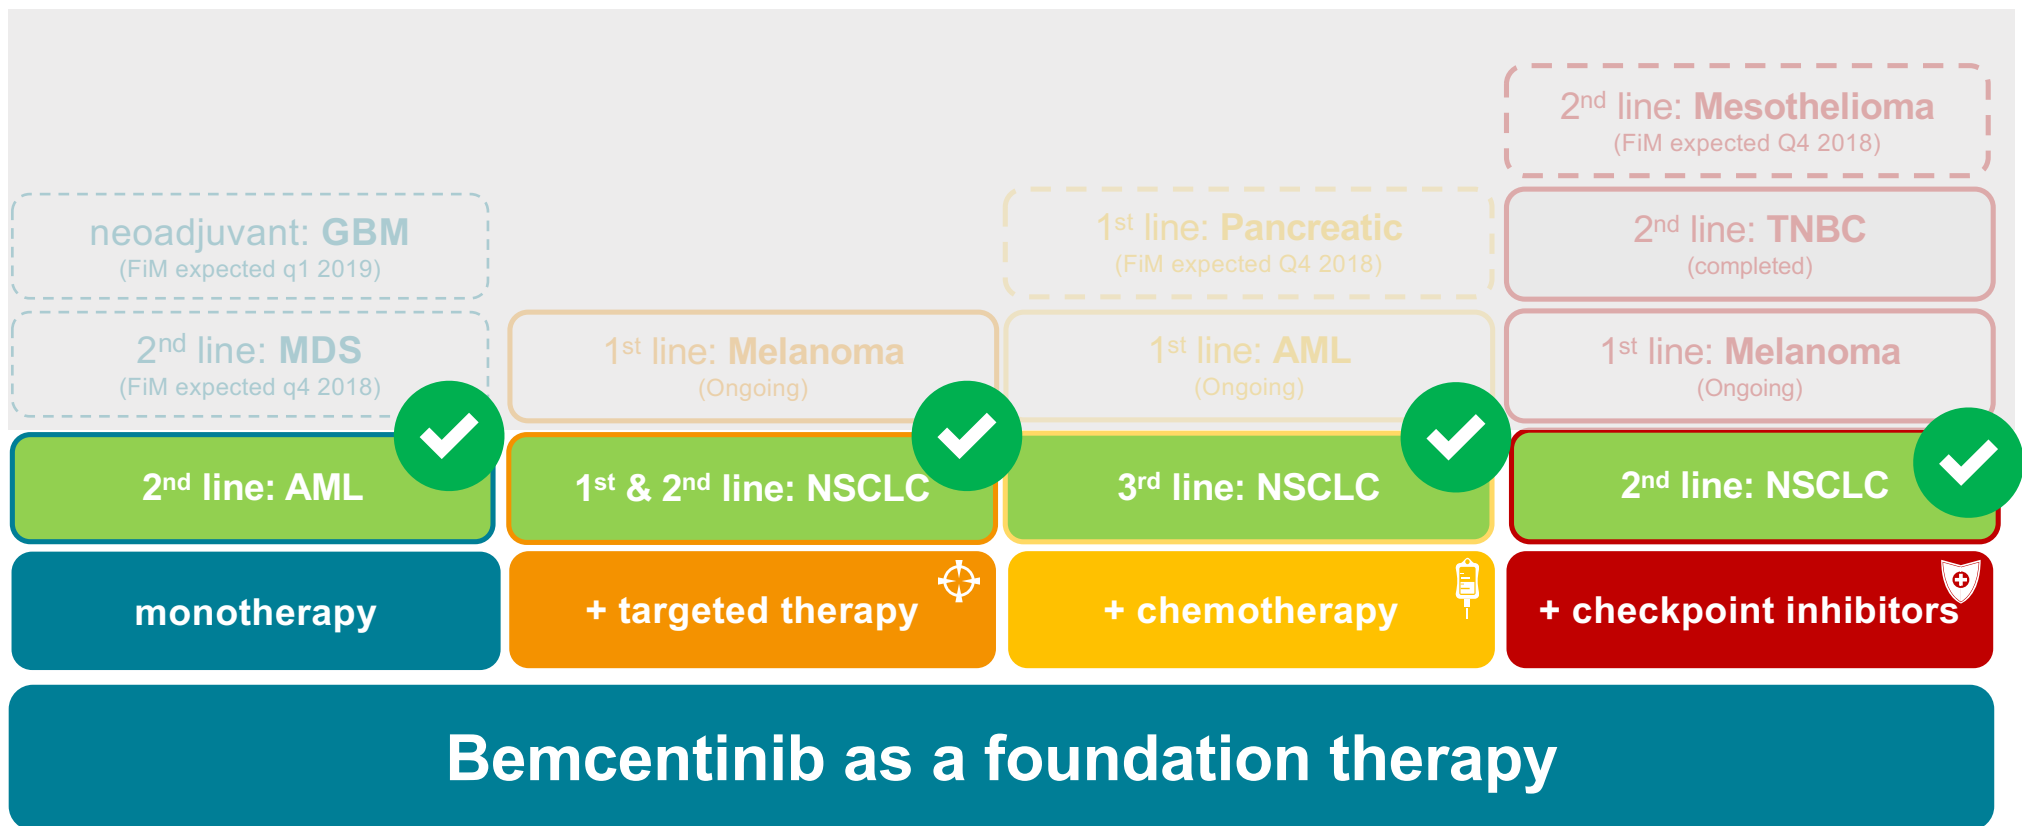 2nd line: Mesothelioma
(FiM expected Q4 2018)
neoadjuvant: GBM
(FiM expected q1 2019)
1st line: Pancreatic
(FiM expected Q4 2018)
2nd line: TNBC
(completed)
2nd line: MDS
(FiM expected q4 2018)
1st line: Melanoma
(Ongoing)
1st line: AML
(Ongoing)
1st line: Melanoma
(Ongoing)
2nd line: AML
1st & 2nd line: NSCLC
3rd line: NSCLC
2nd line: NSCLC
monotherapy
+ targeted therapy
+ chemotherapy
+ checkpoint inhibitors
Bemcentinib as a foundation therapy